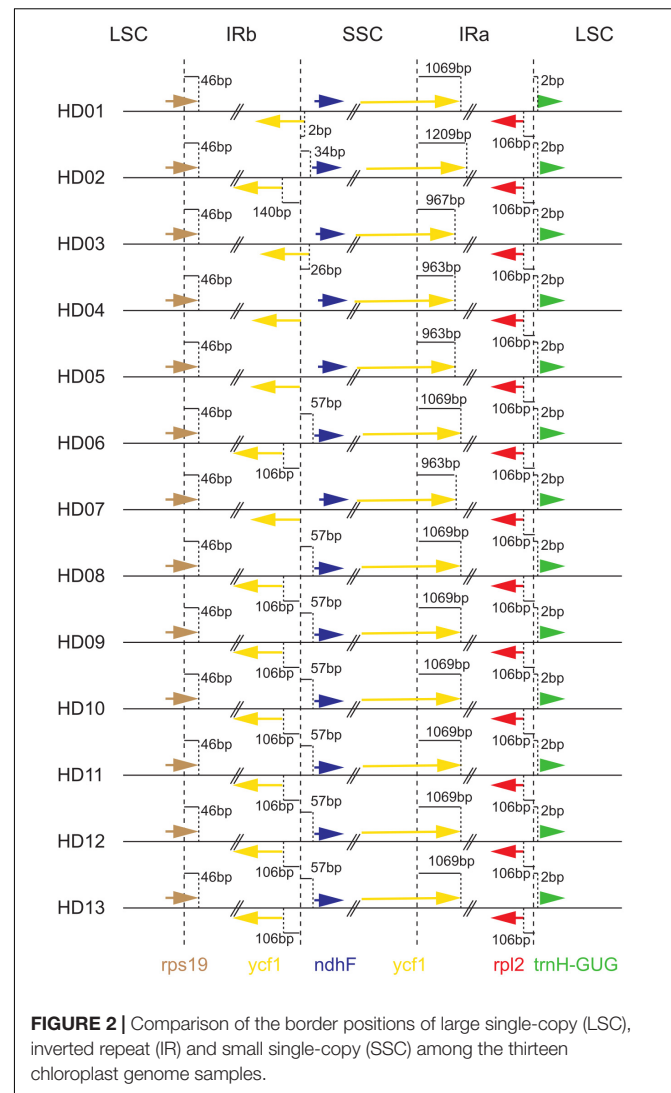 LSC IRb SSC IRa LSC
46bp 1069bp 2bp
HD01
2bp 106bp
46bp 34bp 1209bp 2bp
HD02
140bp 106bp
46bp 967bp 2bp
HD03
26bp 106bp
46bp 963bp 2bp
HD04
106bp
46bp 963bp 2bp
HD05
106bp
46bp 57bp 1069bp 2bp
HD06
106bp 106bp
46bp 963bp 2bp
HD07
106bp
46bp 57bp 1069bp 2bp
HD08
106bp 106bp
46bp 57bp 1069bp 2bp
HD09
106bp 106bp
46bp 57bp 1069bp 2bp
HD10
106bp 106bp
46bp 57bp 1069bp 2bp
HD11
106bp 106bp
46bp 57bp 1069bp 2bp
HD12
106bp 106bp
46bp 57bp 1069bp 2bp
HD13
106bp 106bp
rps19 ycf1 ndhF ycf1 rpl2 trnH-GUG
FIGURE 2 | Comparison of the border positions of large single-copy (LSC),
inverted repeat (IR) and small single-copy (SSC) among the thirteen
chloroplast genome samples.